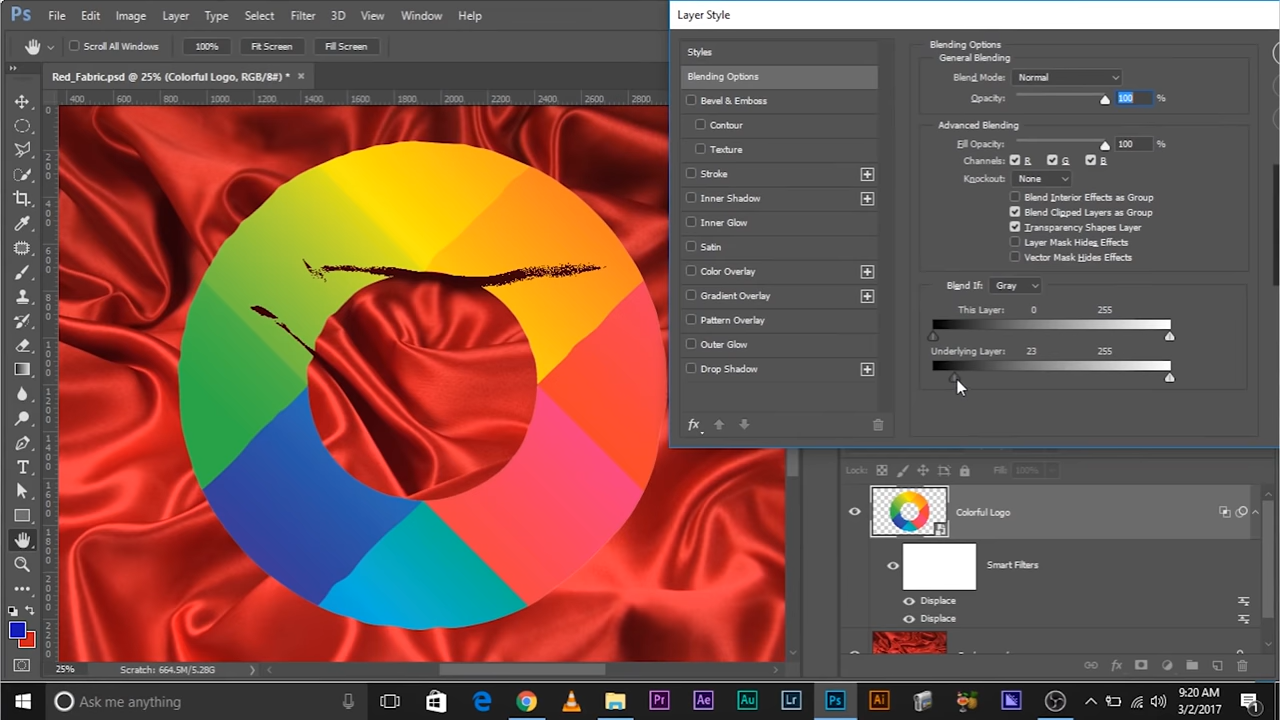 Ps File Edit Image Layer Type Select Filter 3D View Window Help
Layer Style
Scroll All Windows 100% Fit Screen Fill Screen
Red_Fabric.psd @ 25% (Colorful Logo, RGB/8#) * ×
400 600 800 1000 1200 1400 1600 1800 2000 2200 2400 2600 2800
Styles
Blending Options
Bevel & Emboss
Contour
Texture
Stroke
Inner Shadow
Inner Glow
Satin
Color Overlay
Gradient Overlay
Pattern Overlay
Outer Glow
Drop Shadow
fx
Blending Options
General Blending
Blend Mode: Normal
Opacity: 100 %
Advanced Blending
Fill Opacity: 100 %
Channels: R G B
Knockout: None
Blend Interior Effects as Group
Blend Clipped Layers as Group
Transparency Shapes Layer
Layer Mask Hides Effects
Vector Mask Hides Effects
Blend If: Gray
This Layer: 0 255
Underlying Layer: 23 255
Lock: Fill: 100%
Colorful Logo
Smart Filters
Displace
Displace
fx
25% Scratch: 664.5M/5.28G
Ask me anything
Pr Ae Au Lr Ps Ai
9:20 AM
3/2/2017
1